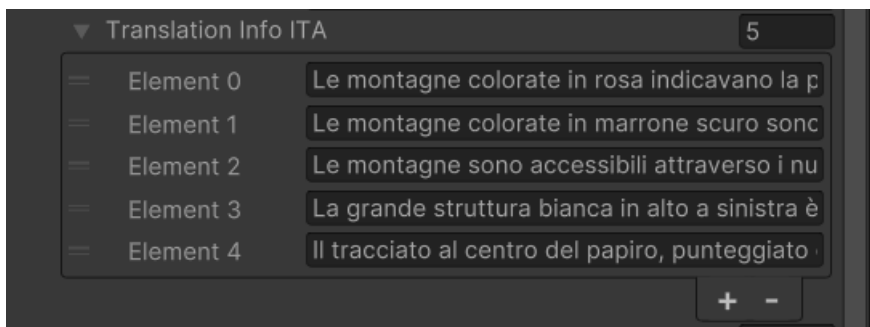 Translation Info ITA 5
Element 0 Le montagne colorate in rosa indicavano la p
Element 1 Le montagne colorate in marrone scuro sono
Element 2 Le montagne sono accessibili attraverso i nu
Element 3 La grande struttura bianca in alto a sinistra è
Element 4 Il tracciato al centro del papiro, punteggiato
+ -